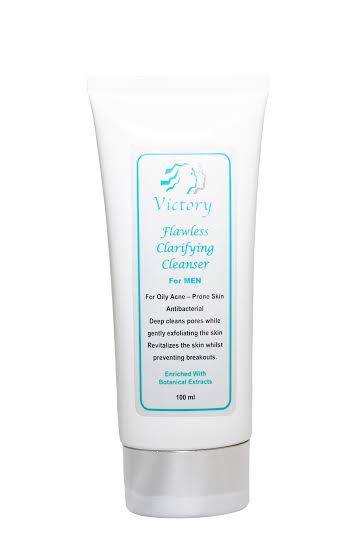 Victory
Flawless
Clarifying
Cleanser
For MEN
For Oily Acne – Prone Skin
Antibacterial
Deep cleans pores while
gently exfoliating the skin
Revitalizes the skin whilst
preventing breakouts.
Enriched With
Botanical Extracts
100 ml